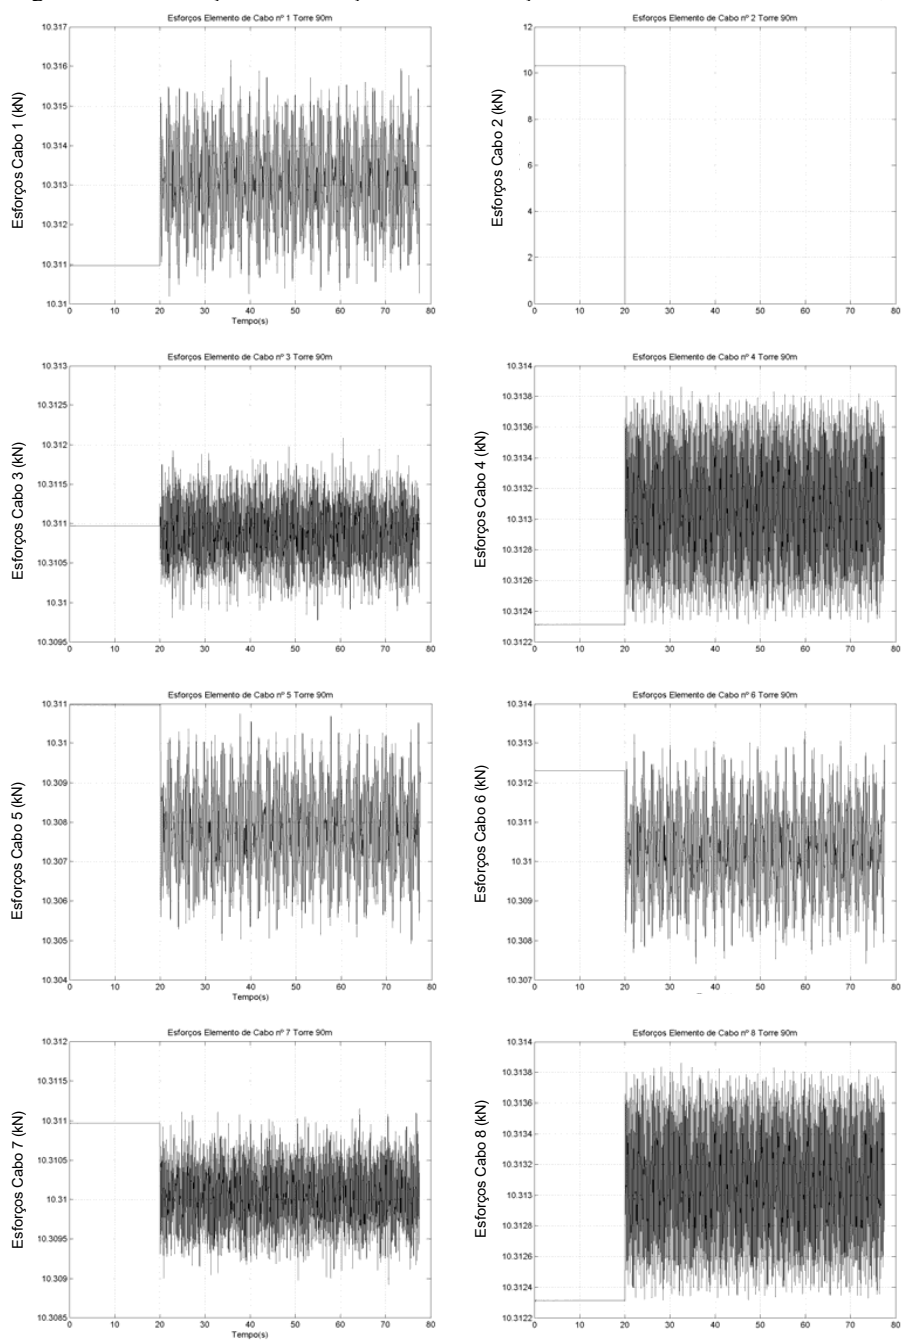 Esforços Elemento de Cabo nº 1 Torre 90m
10.317
10.316
10.315
10.314
10.313
10.312
10.311
10.31
Esforços Cabo 1 (kN)
0 10 20 30 40 50 60 70 80
Tempo(s)
Esforços Elemento de Cabo nº 2 Torre 90m
12
10
8
6
4
2
0
Esforços Cabo 2 (kN)
0 10 20 30 40 50 60 70 80
Esforços Elemento de Cabo nº 3 Torre 90m
10.313
10.3125
10.312
10.3115
10.311
10.3105
10.31
10.3095
Esforços Cabo 3 (kN)
0 10 20 30 40 50 60 70 80
Esforços Elemento de Cabo nº 4 Torre 90m
10.314
10.3138
10.3136
10.3134
10.3132
10.313
10.3128
10.3126
10.3124
10.3122
Esforços Cabo 4 (kN)
0 10 20 30 40 50 60 70 80
Esforços Elemento de Cabo nº 5 Torre 90m
10.311
10.31
10.309
10.308
10.307
10.306
10.305
10.304
Esforços Cabo 5 (kN)
0 10 20 30 40 50 60 70 80
Tempo(s)
Esforços Elemento de Cabo nº 6 Torre 90m
10.314
10.313
10.312
10.311
10.31
10.309
10.308
10.307
Esforços Cabo 6 (kN)
0 10 20 30 40 50 60 70 80
Esforços Elemento de Cabo nº 7 Torre 90m
10.312
10.3115
10.311
10.3105
10.31
10.3095
10.309
10.3085
Esforços Cabo 7 (kN)
0 10 20 30 40 50 60 70 80
Tempo(s)
Esforços Elemento de Cabo nº 8 Torre 90m
10.314
10.3138
10.3136
10.3134
10.3132
10.313
10.3128
10.3126
10.3124
10.3122
Esforços Cabo 8 (kN)
0 10 20 30 40 50 60 70 80